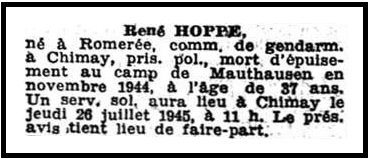 René HOPPE,
né à Romerée, comm. de gendarm.
à Chimay, pris. pol., mort d'épuise-
ment au camp de Mauthausen en
novembre 1944, à l'âge de 37 ans.
Un serv. sol. aura lieu à Chimay le
jeudi 26 juillet 1945, à 11 h. Le prés.
avis tient lieu de faire-part.